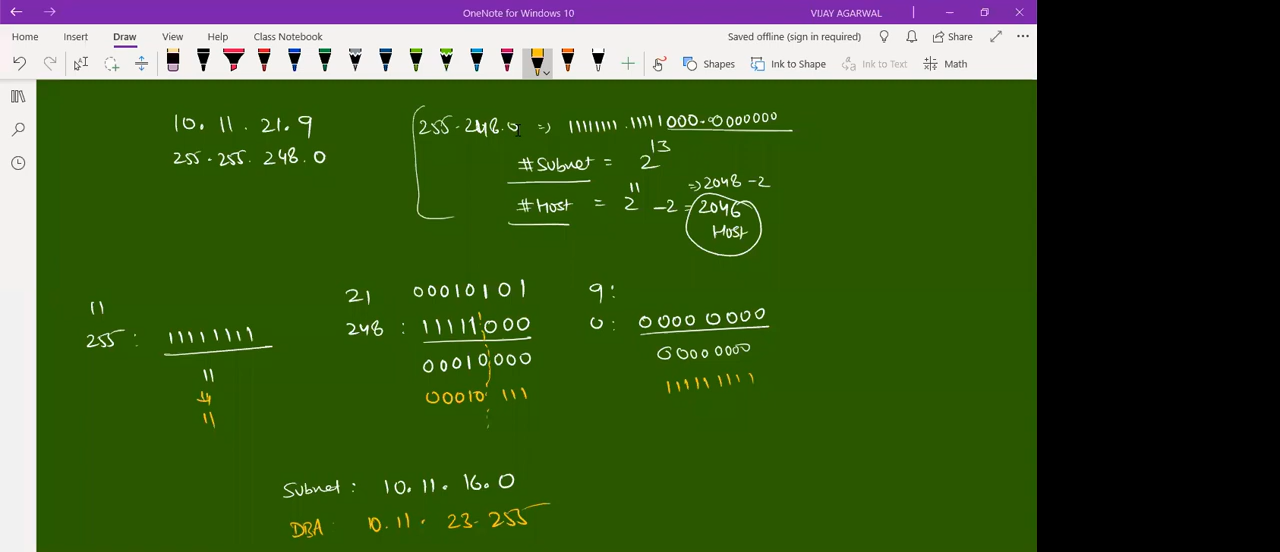 OneNote for Windows 10
VIJAY AGARWAL
Home Insert Draw View Help Class Notebook
Saved offline (sign in required) Share
Shapes Ink to Shape Ink to Text Math
10. 11. 21. 9
255. 255. 248. 0
255. 248. 0 => 11111111 . 11111000.00000000
#Subnet = 2^13
=> 2048 - 2
#Host = 2^11 - 2 = 2046
Host
11
255 : 11111111
11
11
21 00010101
248 : 11111000
00010000
00010 111
9 :
0 : 0000 0000
00000000
11111111
Subnet : 10. 11. 16. 0
DBA 10. 11. 23. 255